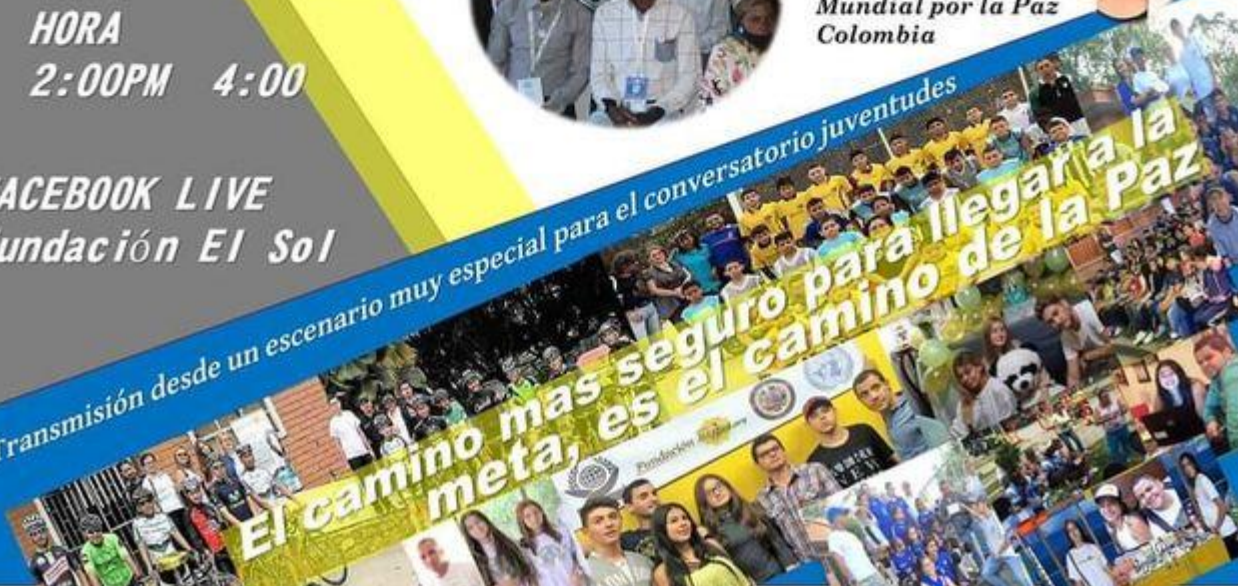 HORA
2:00PM 4:00
ACEBOOK LIVE
undación El Sol
Mundial por la Paz
Colombia
Transmisión desde un escenario muy especial para el conversatorio juventudes
El camino mas seguro para llegar a la
meta, es el camino de la Paz
Fundación